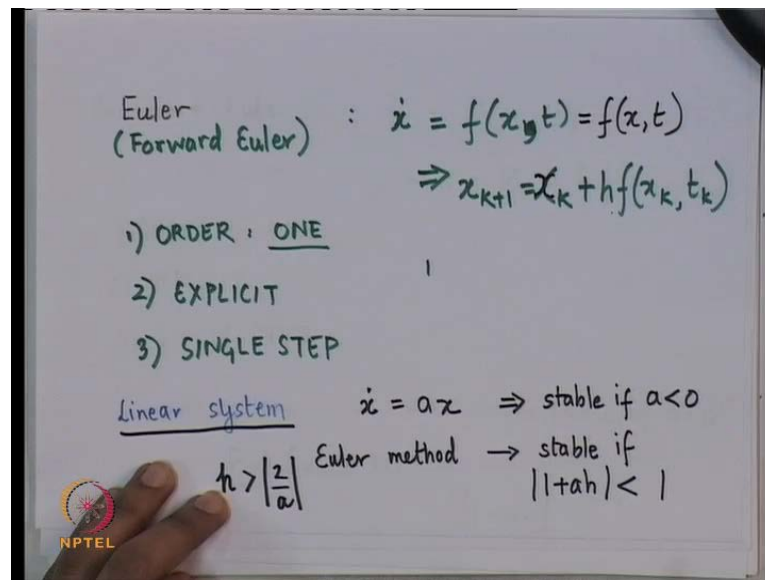 Euler : ẋ = f(x, t) = f(x, t)
(Forward Euler)
⇒ x_{k+1} = x_k + hf(x_k, t_k)
1) ORDER : ONE
2) EXPLICIT
3) SINGLE STEP
Linear system ẋ = ax ⇒ stable if a<0
Euler method → stable if
h > |2/a| |1+ah| < 1
NPTEL